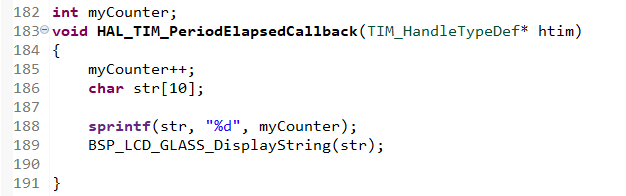 182 int myCounter;
183 void HAL_TIM_PeriodElapsedCallback(TIM_HandleTypeDef* htim)
184 {
185     myCounter++;
186     char str[10];
187
188     sprintf(str, "%d", myCounter);
189     BSP_LCD_GLASS_DisplayString(str);
190
191 }